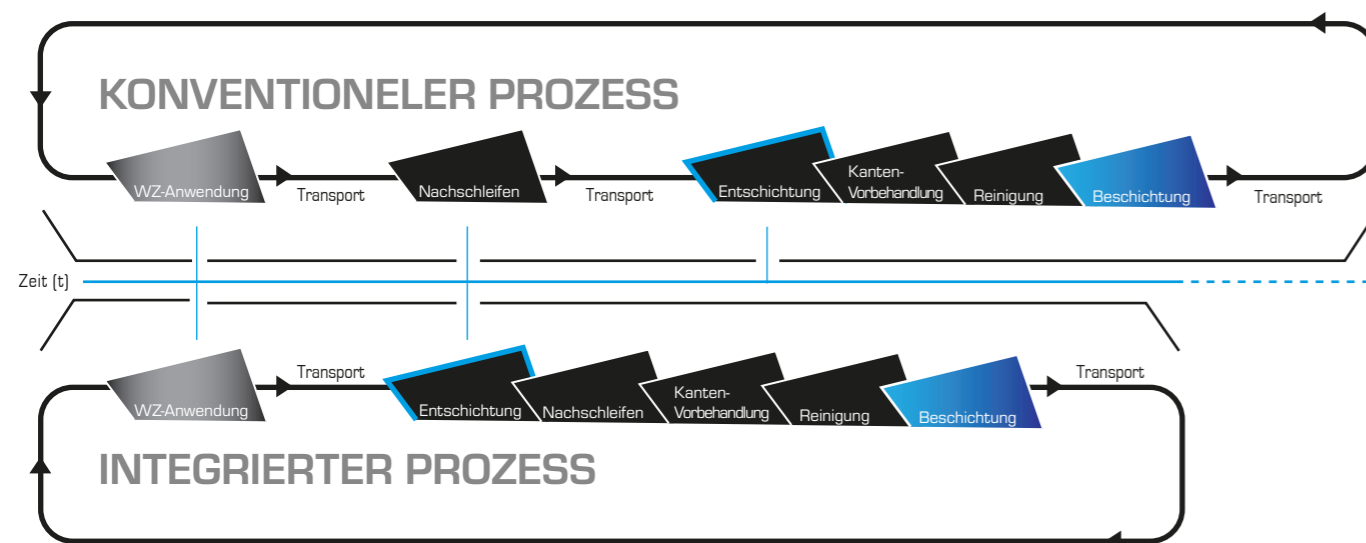 KONVENTIONELER PROZESS
WZ-Anwendung
Transport
Nachschleifen
Transport
Entschichtung
Kanten-
Vorbehandlung
Reinigung
Beschichtung
Transport
Zeit (t)
WZ-Anwendung
Transport
Entschichtung
Nachschleifen
Kanten-
Vorbehandlung
Reinigung
Beschichtung
Transport
INTEGRIERTER PROZESS